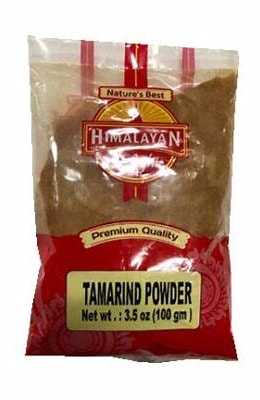 Nature's Best
HIMALAYAN
Premium Quality
TAMARIND POWDER
Net wt .: 3.5 oz (100 gm )